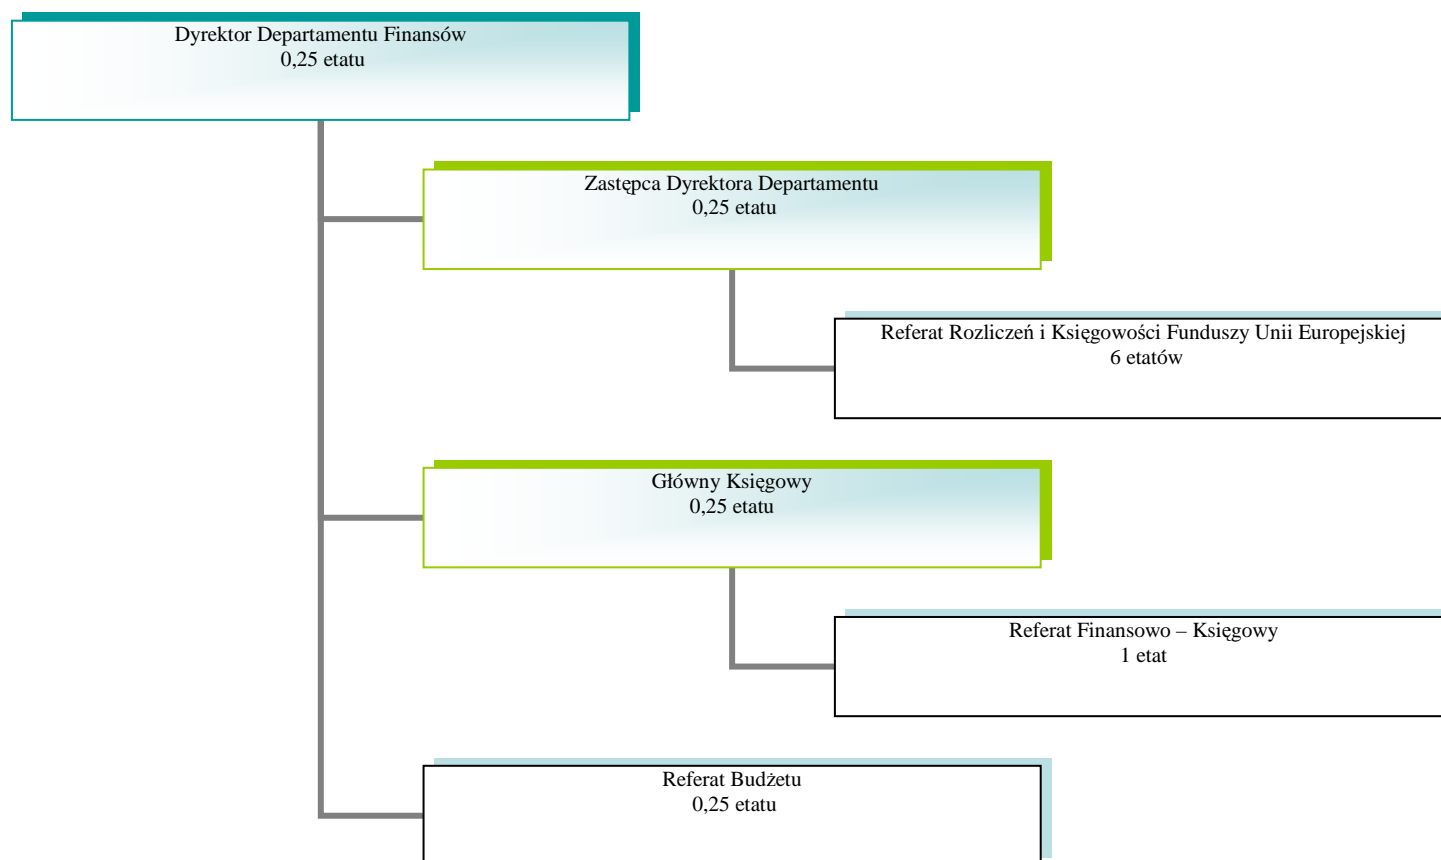 Dyrektor Departamentu Finansów
0,25 etatu
Zastępca Dyrektora Departamentu
0,25 etatu
Referat Rozliczeń i Księgowości Funduszy Unii Europejskiej
6 etatów
Główny Księgowy
0,25 etatu
Referat Finansowo – Księgowy
1 etat
Referat Budżetu
0,25 etatu